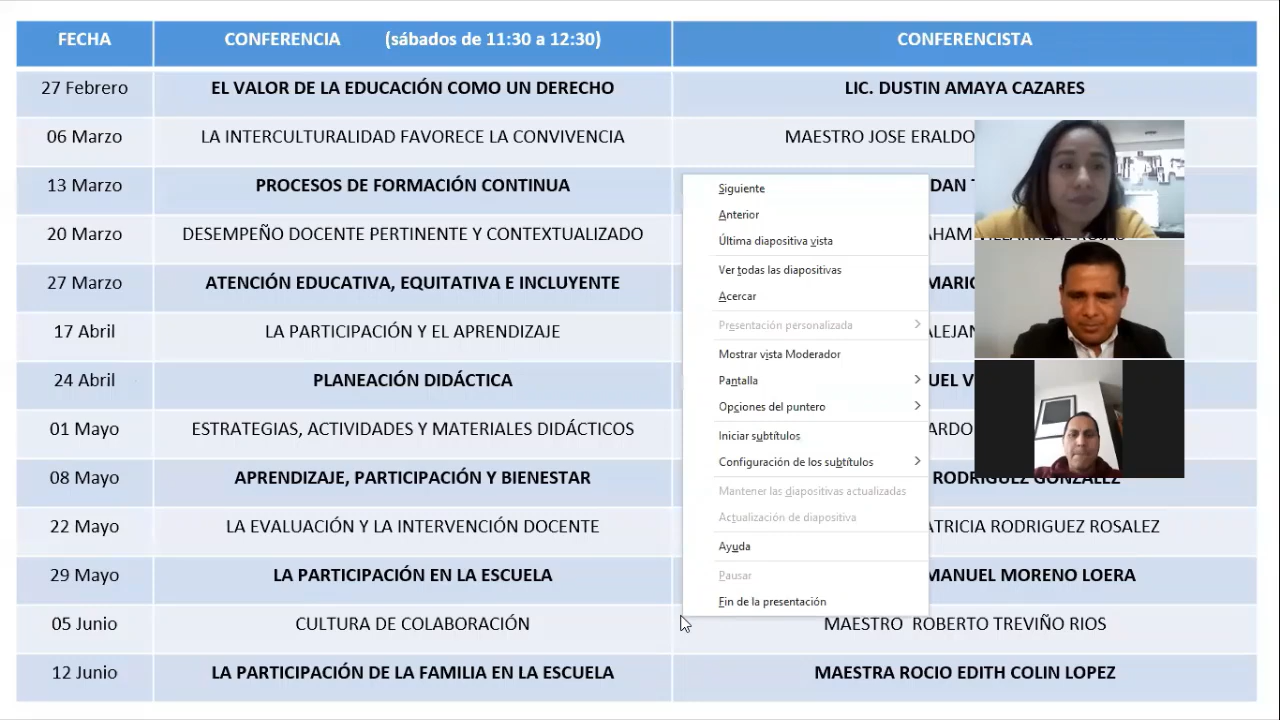 FECHA CONFERENCIA (sábados de 11:30 a 12:30) CONFERENCISTA
27 Febrero EL VALOR DE LA EDUCACIÓN COMO UN DERECHO LIC. DUSTIN AMAYA CAZARES
06 Marzo LA INTERCULTURALIDAD FAVORECE LA CONVIVENCIA MAESTRO JOSE ERALDO
13 Marzo PROCESOS DE FORMACIÓN CONTINUA
20 Marzo DESEMPEÑO DOCENTE PERTINENTE Y CONTEXTUALIZADO
27 Marzo ATENCIÓN EDUCATIVA, EQUITATIVA E INCLUYENTE
17 Abril LA PARTICIPACIÓN Y EL APRENDIZAJE
24 Abril PLANEACIÓN DIDÁCTICA
01 Mayo ESTRATEGIAS, ACTIVIDADES Y MATERIALES DIDÁCTICOS
08 Mayo APRENDIZAJE, PARTICIPACIÓN Y BIENESTAR RODRIGUEZ GONZALEZ
22 Mayo LA EVALUACIÓN Y LA INTERVENCIÓN DOCENTE ATRICIA RODRIGUEZ ROSALEZ
29 Mayo LA PARTICIPACIÓN EN LA ESCUELA MANUEL MORENO LOERA
05 Junio CULTURA DE COLABORACIÓN MAESTRO ROBERTO TREVIÑO RIOS
12 Junio LA PARTICIPACIÓN DE LA FAMILIA EN LA ESCUELA MAESTRA ROCIO EDITH COLIN LOPEZ
Siguiente
Anterior
Última diapositiva vista
Ver todas las diapositivas
Acercar
Presentación personalizada
Mostrar vista Moderador
Pantalla
Opciones del puntero
Iniciar subtítulos
Configuración de los subtítulos
Mantener las diapositivas actualizadas
Actualización de diapositiva
Ayuda
Pausar
Fin de la presentación